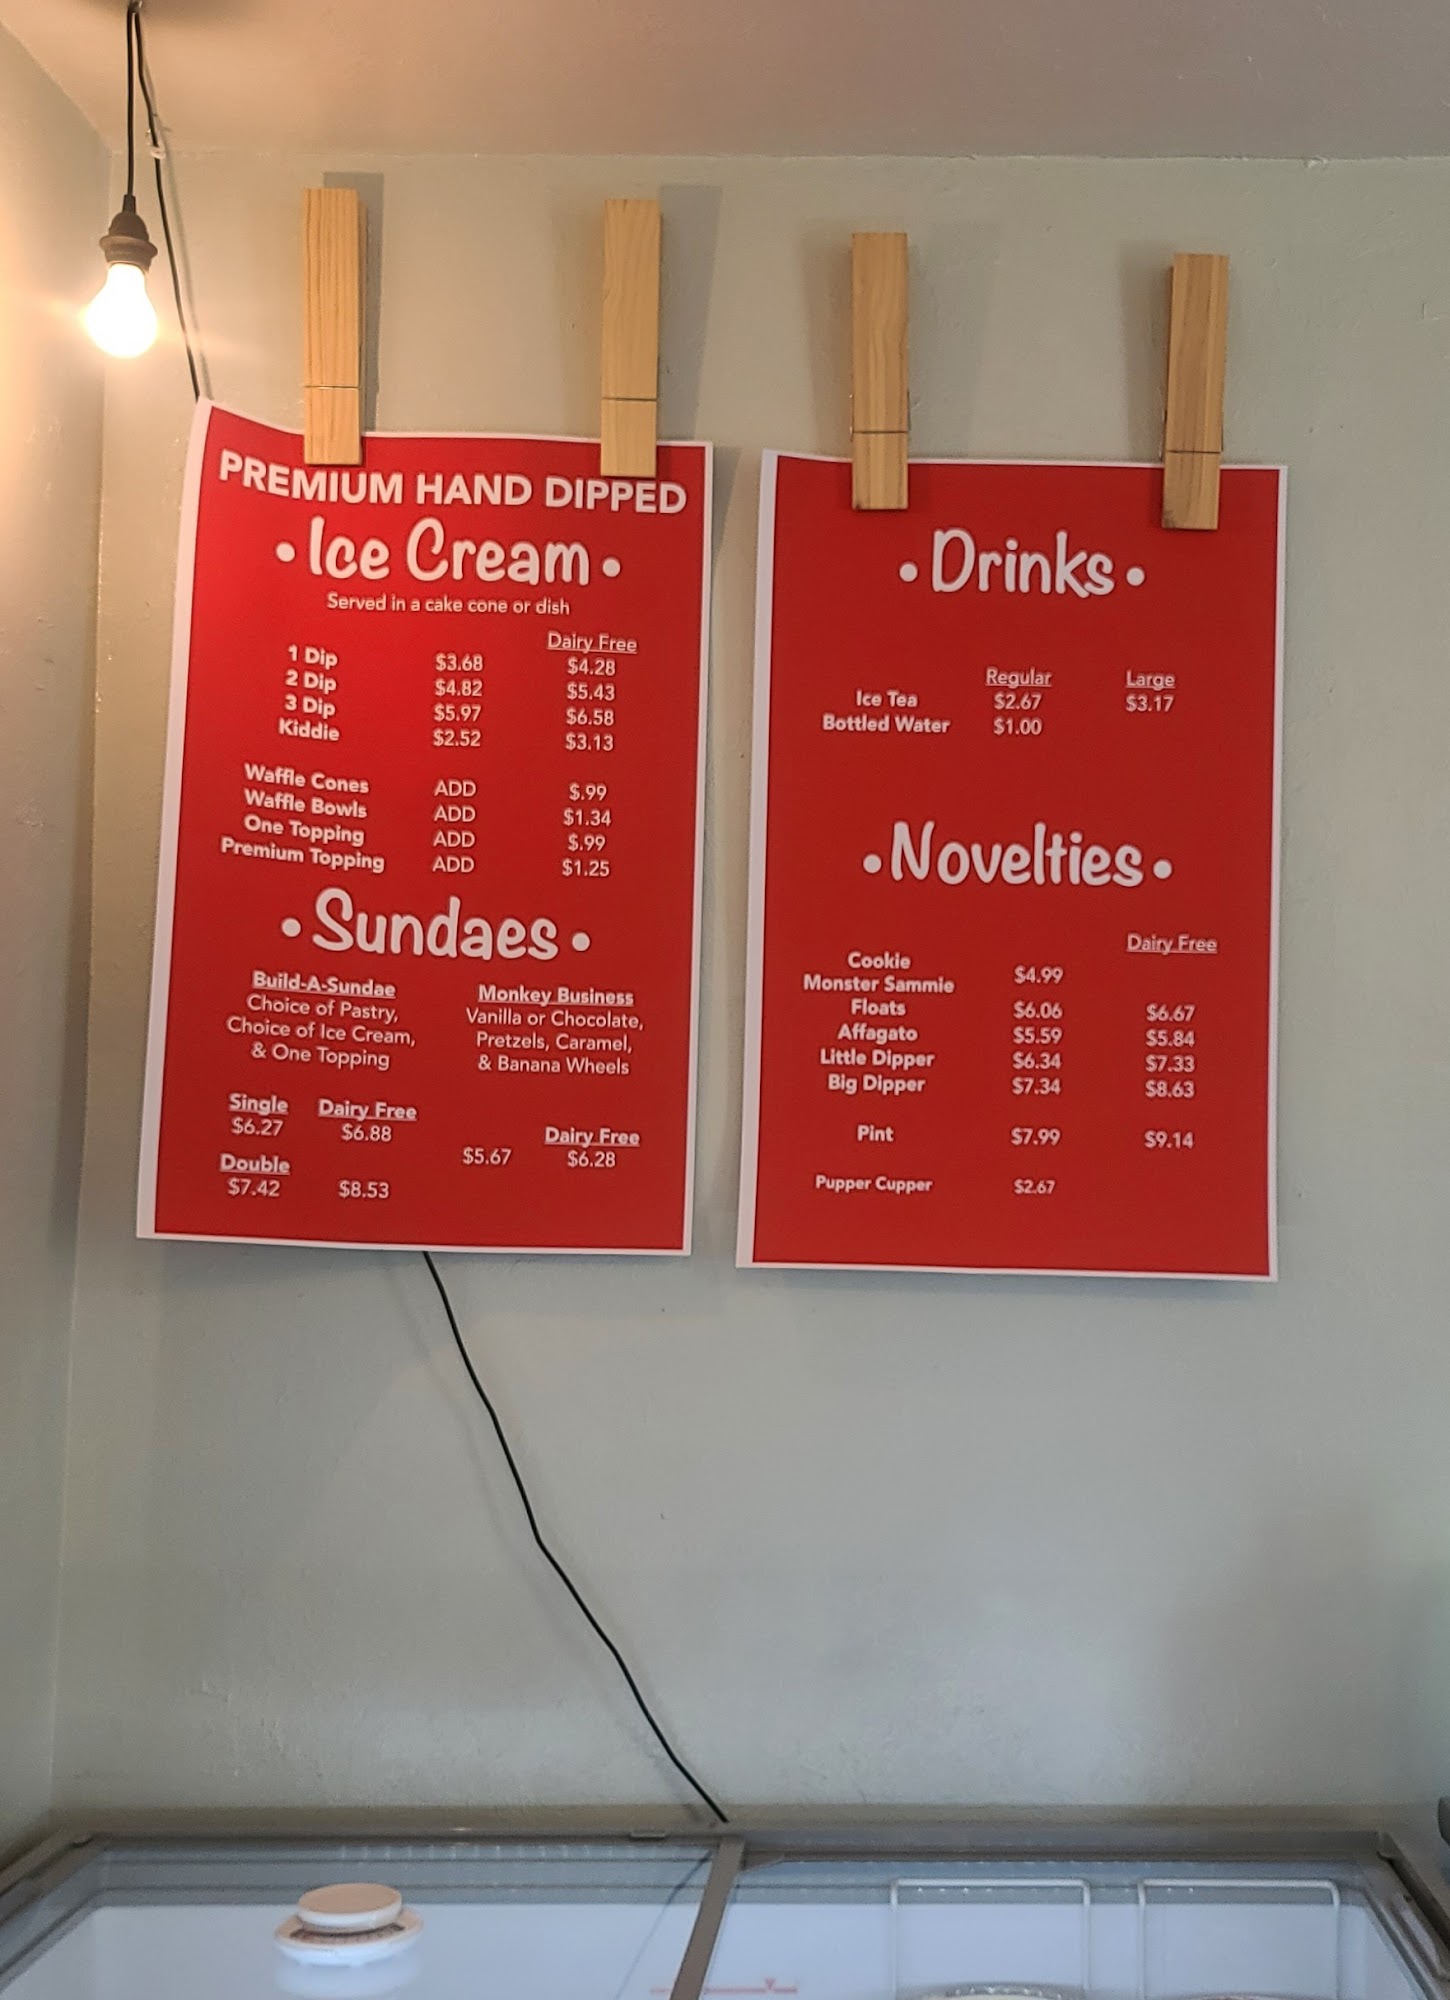 PREMIUM HAND DIPPED
• Ice Cream •
Served in a cake cone or dish
Dairy Free
1 Dip $3.68 $4.28
2 Dip $4.82 $5.43
3 Dip $5.97 $6.58
Kiddie $2.52 $3.13
Waffle Cones ADD $.99
Waffle Bowls ADD $1.34
One Topping ADD $.99
Premium Topping ADD $1.25
• Sundaes •
Build-A-Sundae
Choice of Pastry,
Choice of Ice Cream,
& One Topping
Single Dairy Free
$6.27 $6.88
Double
$7.42 $8.53
Monkey Business
Vanilla or Chocolate,
Pretzels, Caramel,
& Banana Wheels
Dairy Free
$5.67 $6.28
• Drinks •
Regular Large
Ice Tea $2.67 $3.17
Bottled Water $1.00
• Novelties •
Dairy Free
Cookie
Monster Sammie $4.99
Floats $6.06 $6.67
Affagato $5.59 $5.84
Little Dipper $6.34 $7.33
Big Dipper $7.34 $8.63
Pint $7.99 $9.14
Pupper Cupper $2.67